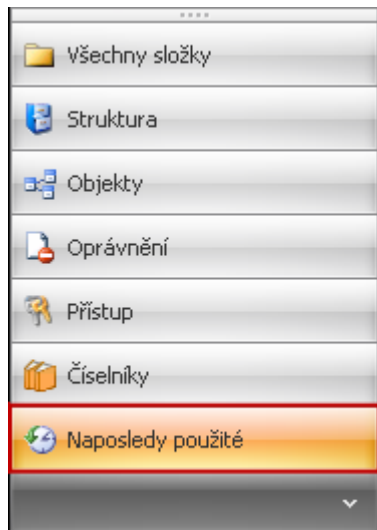 Všechny složky
Struktura
Objekty
Oprávnění
Přístup
Číselníky
Naposledy použité